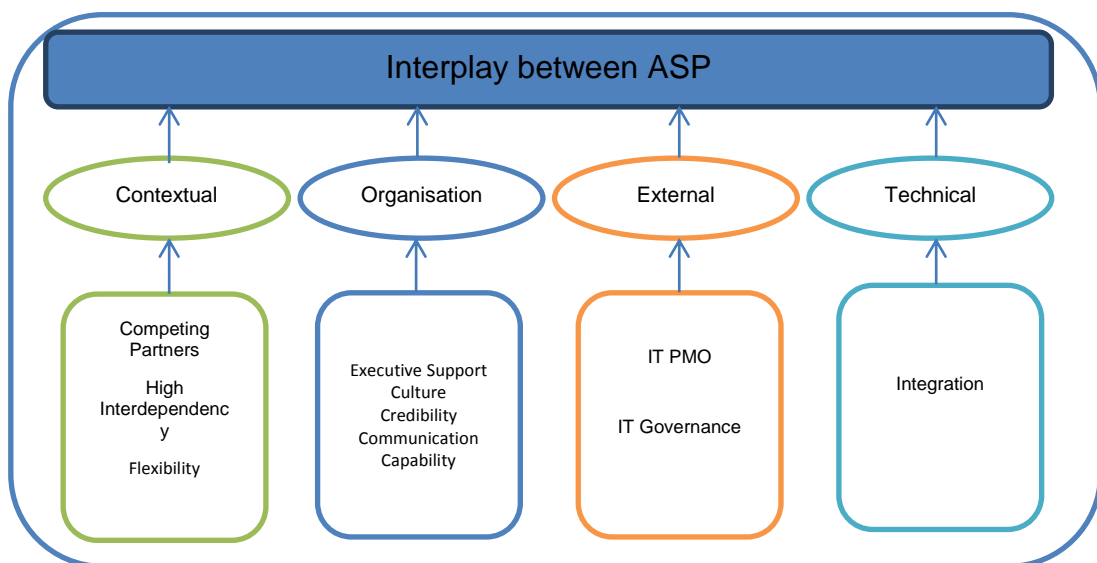 Interplay between ASP
Contextual
Organisation
External
Technical
Competing
Partners
High
Interdependenc
y
Flexibility
Executive Support
Culture
Credibility
Communication
Capability
IT PMO
IT Governance
Integration